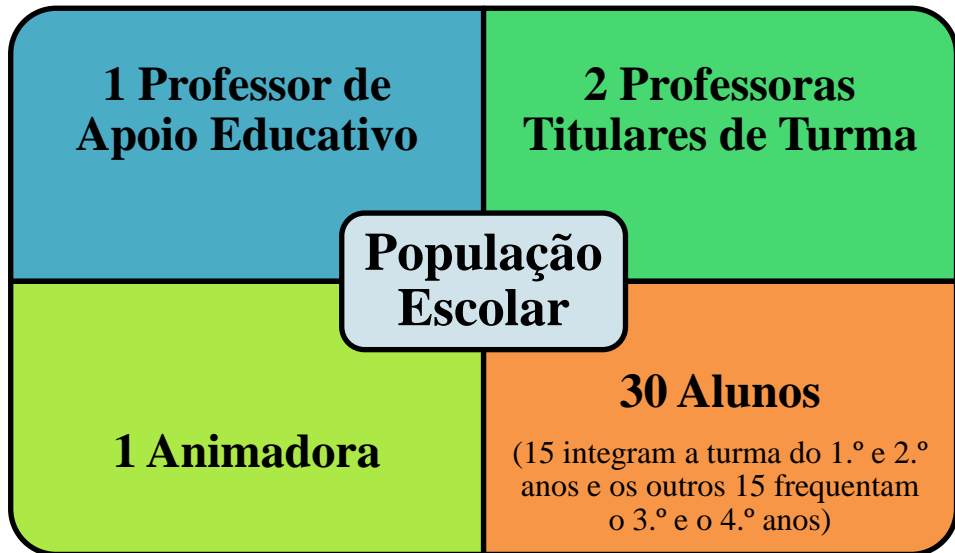 1 Professor de
Apoio Educativo
2 Professoras
Titulares de Turma
População
Escolar
1 Animadora
30 Alunos
(15 integram a turma do 1.º e 2.º
anos e os outros 15 frequentam
o 3.º e o 4.º anos)